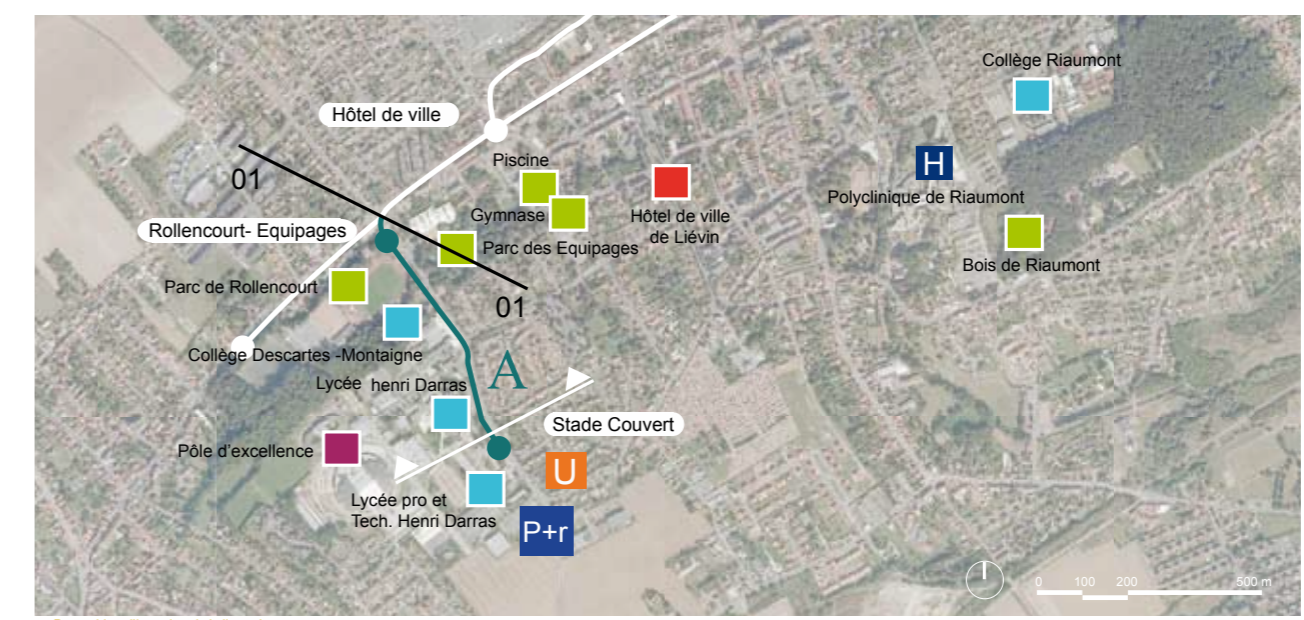 Collège Riaumont
Hôtel de ville
Piscine
01
H
Polyclinique de Riaumont
Gymnase
Hôtel de ville
de Liévin
Rollencourt- Equipages
Parc des Equipages
Bois de Riaumont
Parc de Rollencourt
01
Collège Descartes -Montaigne
Lycée henri Darras
A
Stade Couvert
Pôle d'excellence
U
Lycée pro et
Tech. Henri Darras
P+r
0 100 200 500 m